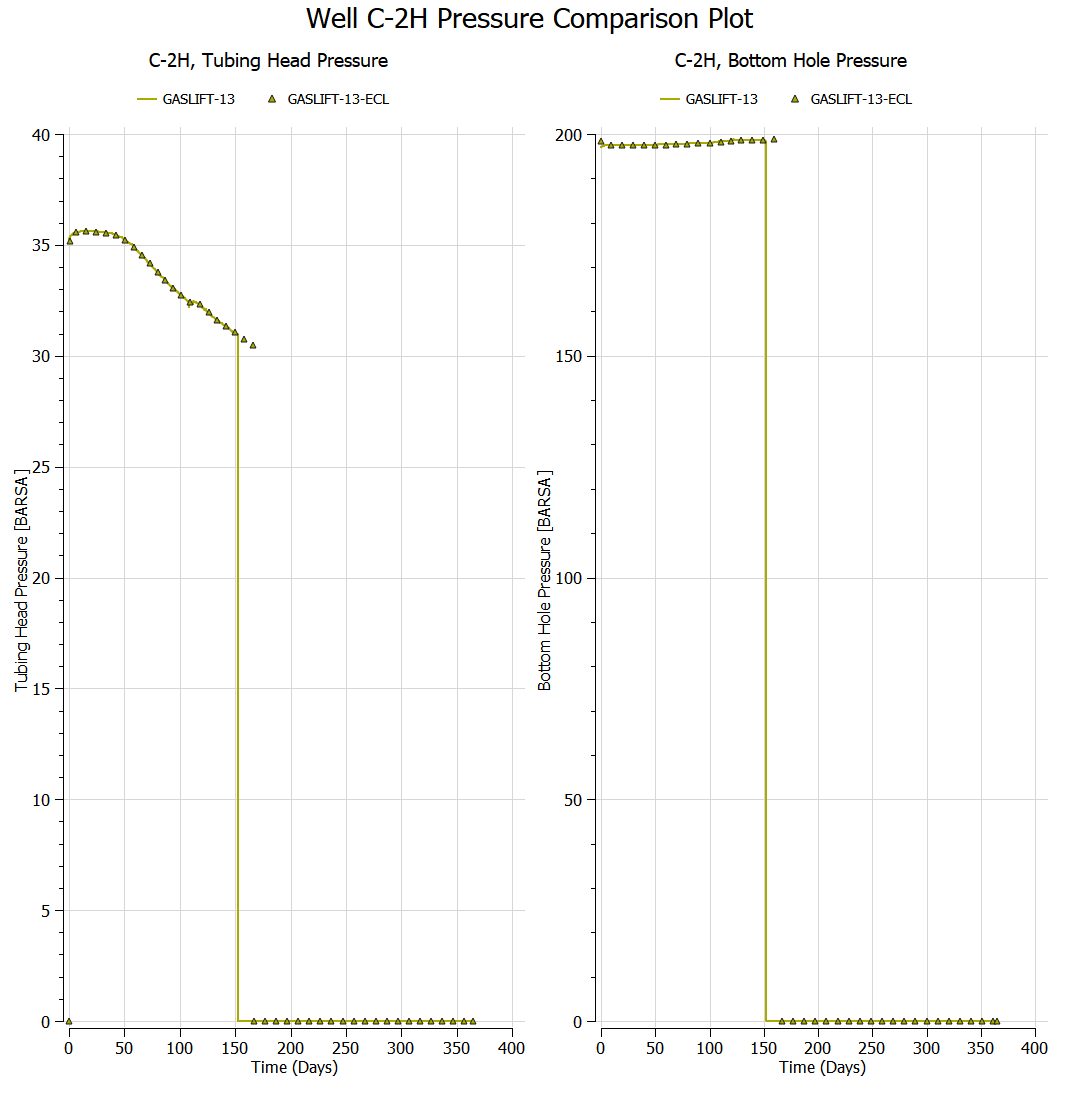 Well C-2H Pressure Comparison Plot
C-2H, Tubing Head Pressure
GASLIFT-13
GASLIFT-13-ECL
40
35
30
25
20
15
10
5
0
Tubing Head Pressure [BARSA]
0 50 100 150 200 250 300 350 400
Time (Days)
C-2H, Bottom Hole Pressure
GASLIFT-13
GASLIFT-13-ECL
200
150
100
50
0
Bottom Hole Pressure [BARSA]
0 50 100 150 200 250 300 350 400
Time (Days)